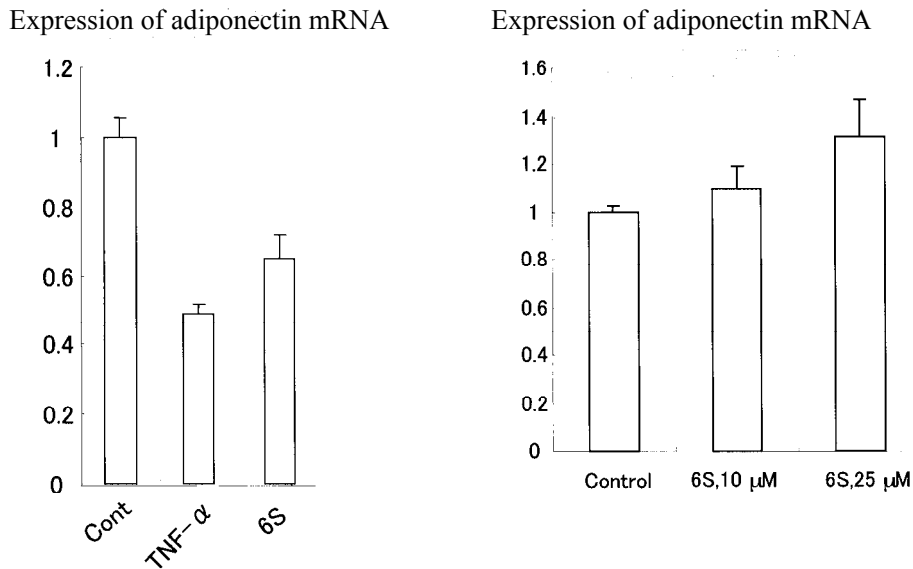 Expression of adiponectin mRNA
1.2
1
0.8
0.6
0.4
0.2
0
Cont
TNF-α
6S
Expression of adiponectin mRNA
1.6
1.4
1.2
1
0.8
0.6
0.4
0.2
0
Control
6S,10 μM
6S,25 μM